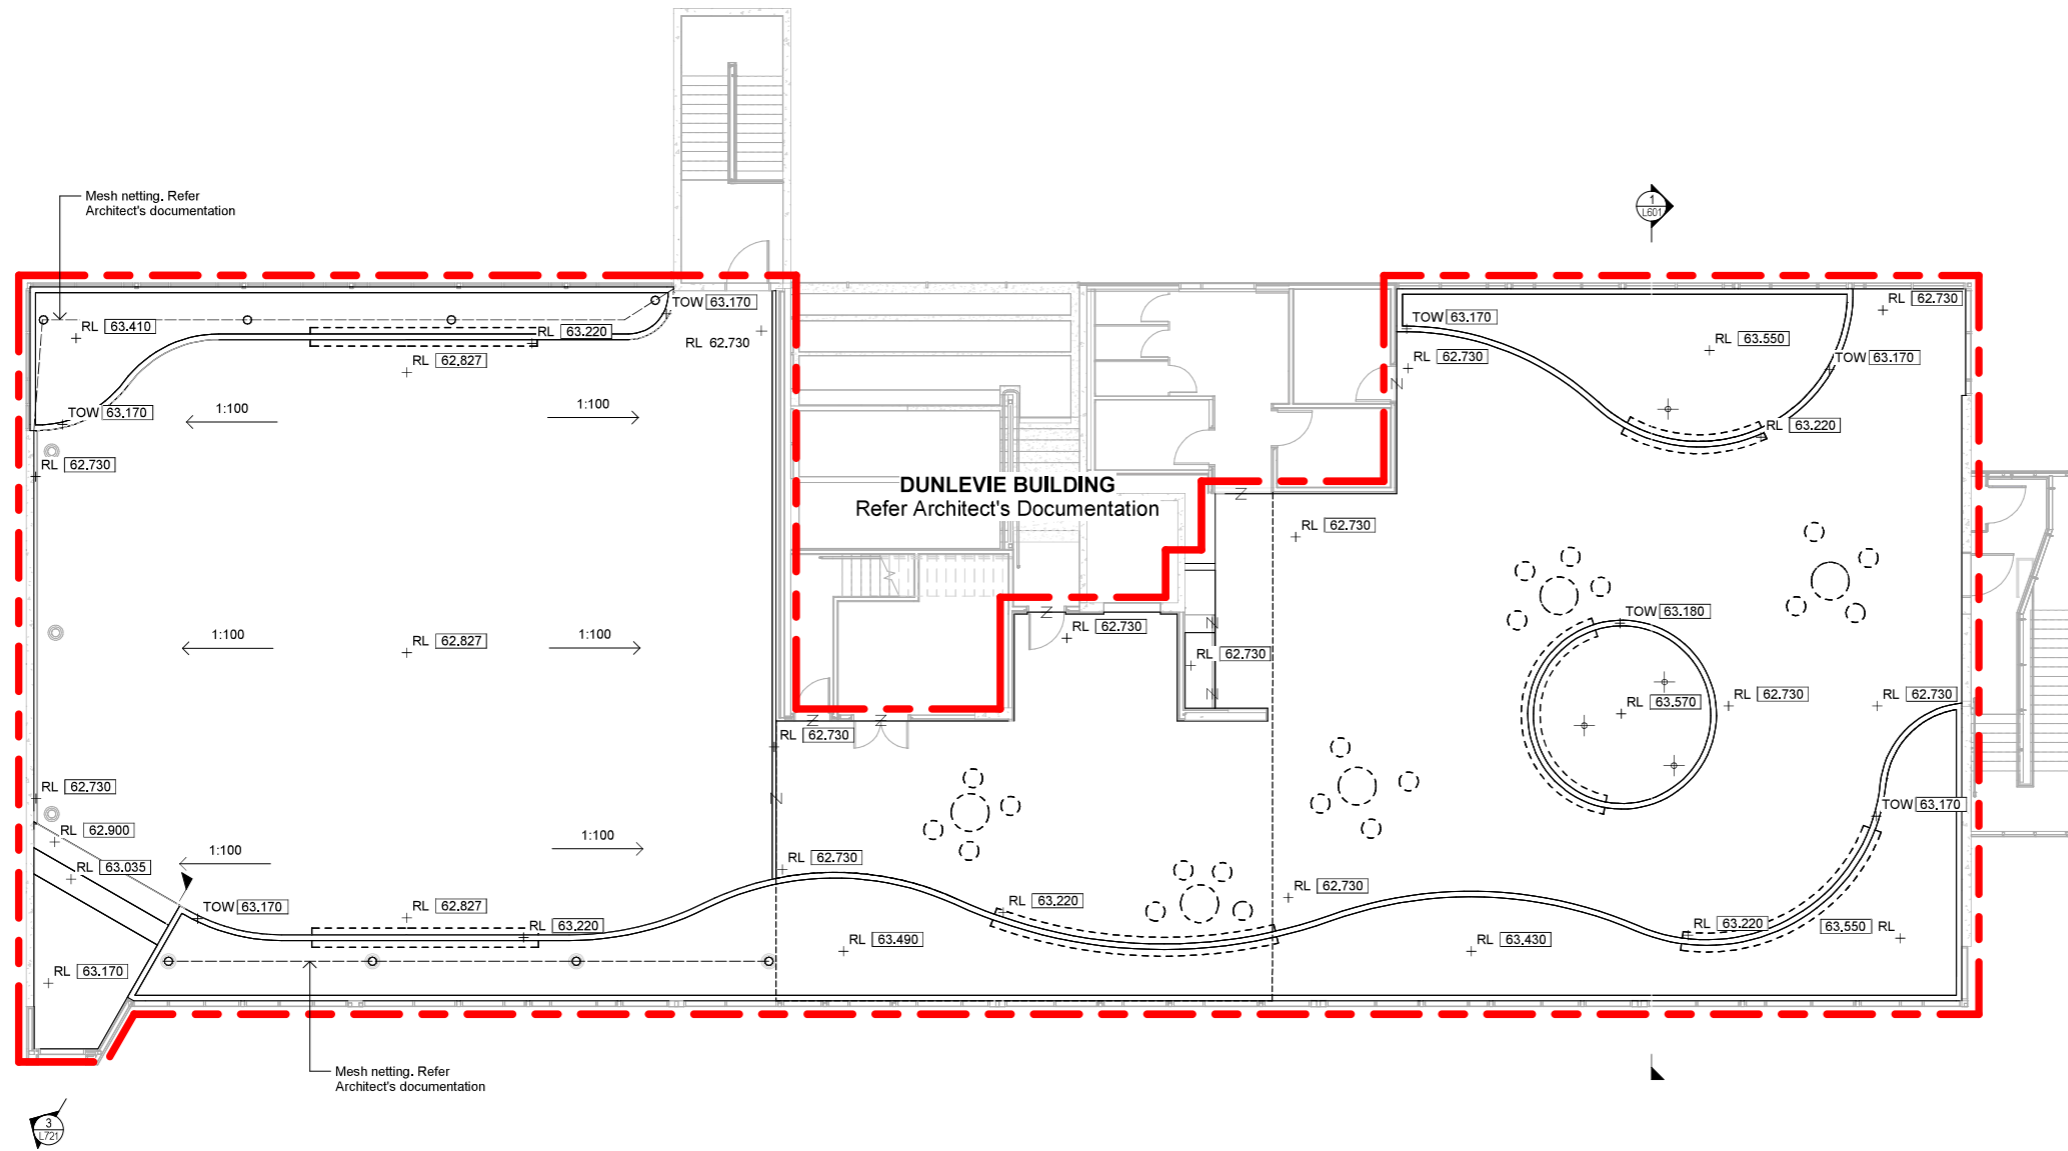 1
L601
Mesh netting. Refer
Architect's documentation
TOW 63.170
RL 62.730
RL 63.410
RL 63.220
RL 62.730
TOW 63.170
RL 63.550
RL 62.730
TOW 63.170
RL 62.827
TOW 63.170
1:100
1:100
RL 63.220
RL 62.730
DUNLEVIE BUILDING
Refer Architect's Documentation
RL 62.730
TOW 63.180
RL 62.730
1:100
RL 62.827
1:100
RL 62.730
RL 63.570
RL 62.730
RL 62.730
RL 62.730
RL 62.730
TOW 63.170
RL 62.900
1:100
1:100
RL 63.035
RL 62.730
RL 62.730
TOW 63.170
RL 62.827
RL 63.220
RL 63.220
RL 63.220
63.550 RL
RL 63.490
RL 63.430
RL 63.170
Mesh netting. Refer
Architect's documentation
3
L721